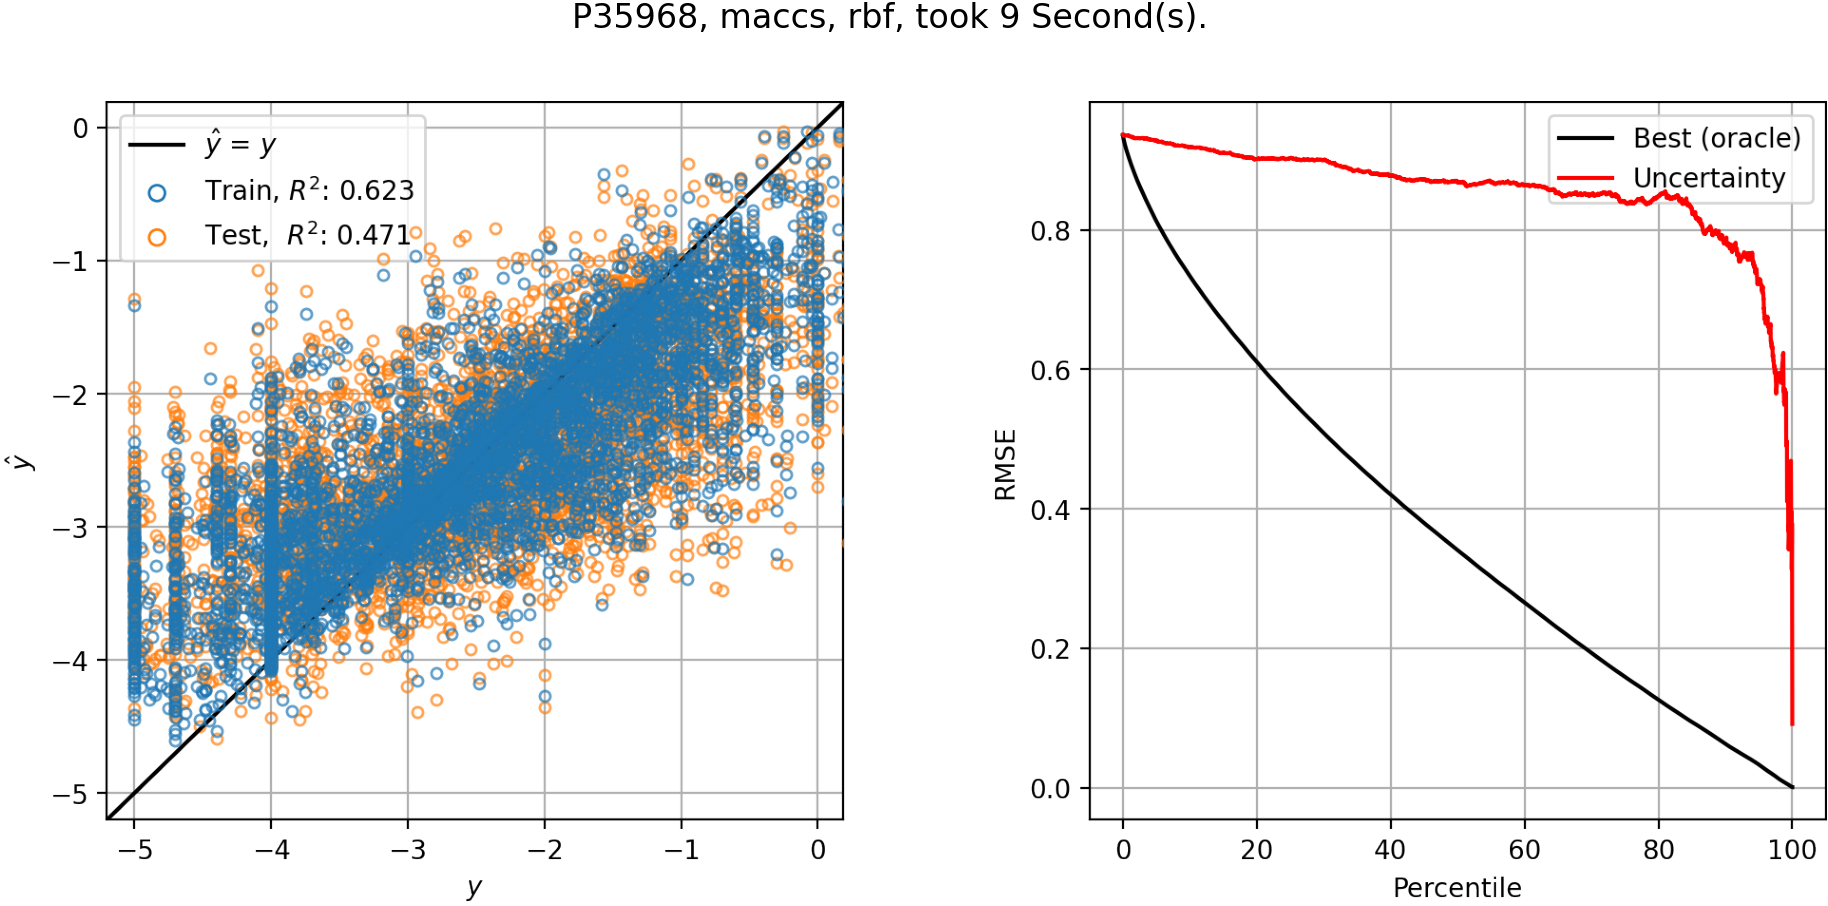 P35968, maccs, rbf, took 9 Second(s).
ŷ = y
Train, R²: 0.623
Test, R²: 0.471
0
−1
−2
−3
−4
−5
ŷ
−5 −4 −3 −2 −1 0
y
Best (oracle)
Uncertainty
0.8
0.6
0.4
0.2
0.0
RMSE
0 20 40 60 80 100
Percentile